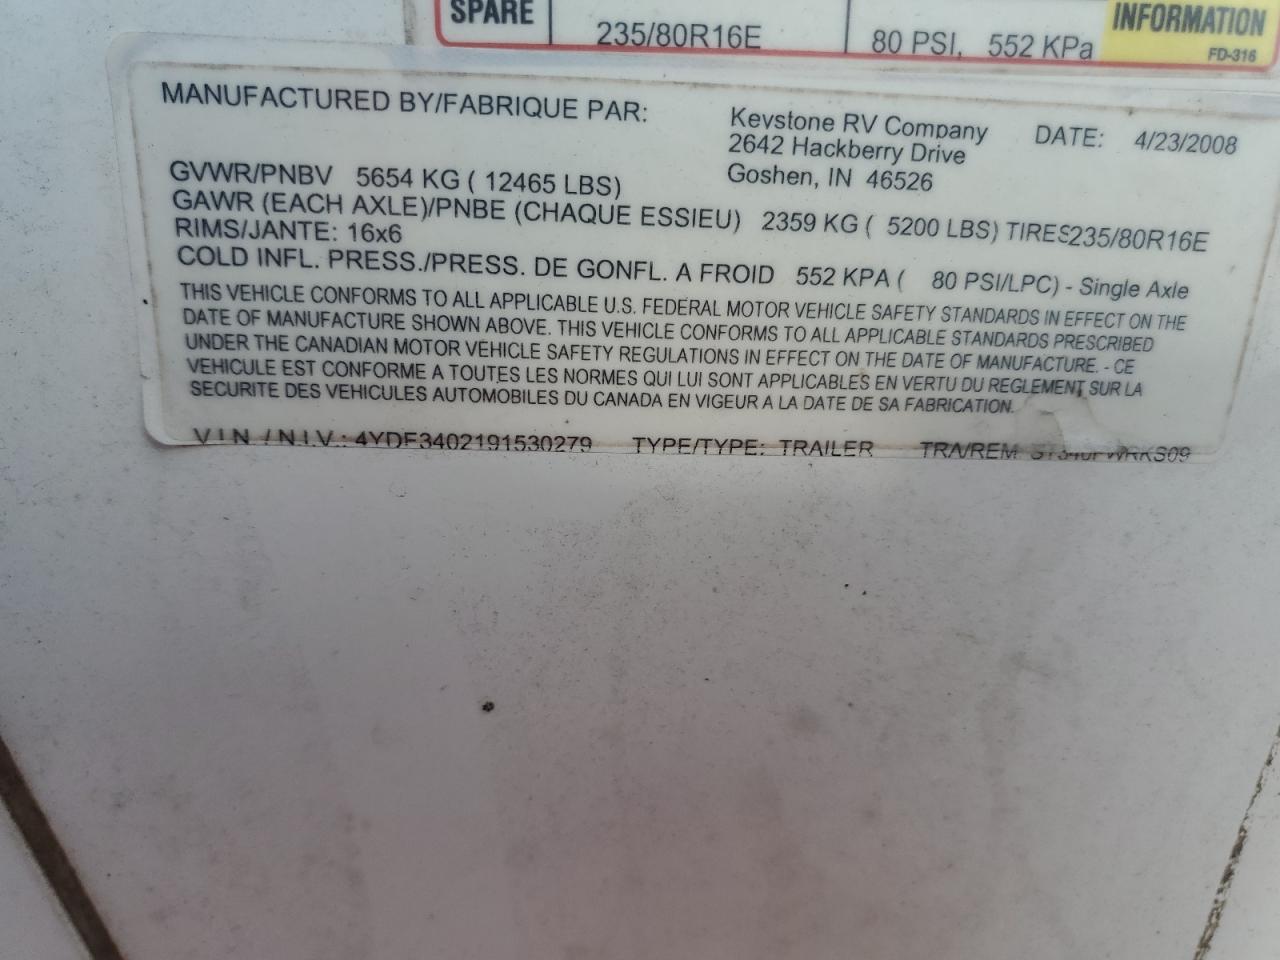 SPARE 235/80R16E 80 PSI, 552 KPa INFORMATION
FD-316
MANUFACTURED BY/FABRIQUE PAR: Keystone RV Company DATE: 4/23/2008
2642 Hackberry Drive
Goshen, IN 46526
GVWR/PNBV 5654 KG ( 12465 LBS)
GAWR (EACH AXLE)/PNBE (CHAQUE ESSIEU) 2359 KG ( 5200 LBS) TIRES235/80R16E
RIMS/JANTE: 16x6
COLD INFL. PRESS./PRESS. DE GONFL. A FROID 552 KPA ( 80 PSI/LPC) - Single Axle
THIS VEHICLE CONFORMS TO ALL APPLICABLE U.S. FEDERAL MOTOR VEHICLE SAFETY STANDARDS IN EFFECT ON THE
DATE OF MANUFACTURE SHOWN ABOVE. THIS VEHICLE CONFORMS TO ALL APPLICABLE STANDARDS PRESCRIBED
UNDER THE CANADIAN MOTOR VEHICLE SAFETY REGULATIONS IN EFFECT ON THE DATE OF MANUFACTURE. - CE
VEHICULE EST CONFORME A TOUTES LES NORMES QUI LUI SONT APPLICABLES EN VERTU DU REGLEMENT SUR LA
SECURITE DES VEHICULES AUTOMOBILES DU CANADA EN VIGEUR A LA DATE DE SA FABRICATION.
V I N / N I V : 4YDF3402191530279 TYPE/TYPE: TRAILER TRA/REM